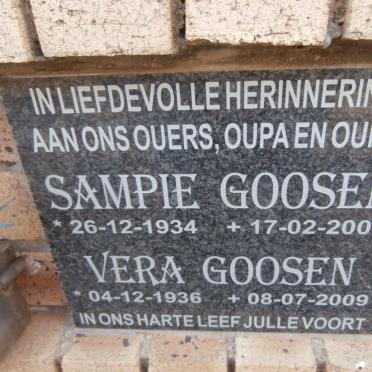 IN LIEFDEVOLLE HERINNERIN
AAN ONS OUERS, OUPA EN OU
SAMPIE GOOSE
* 26-12-1934 + 17-02-200
VERA GOOSEN
* 04-12-1936 + 08-07-2009
IN ONS HARTE LEEF JULLE VOORT